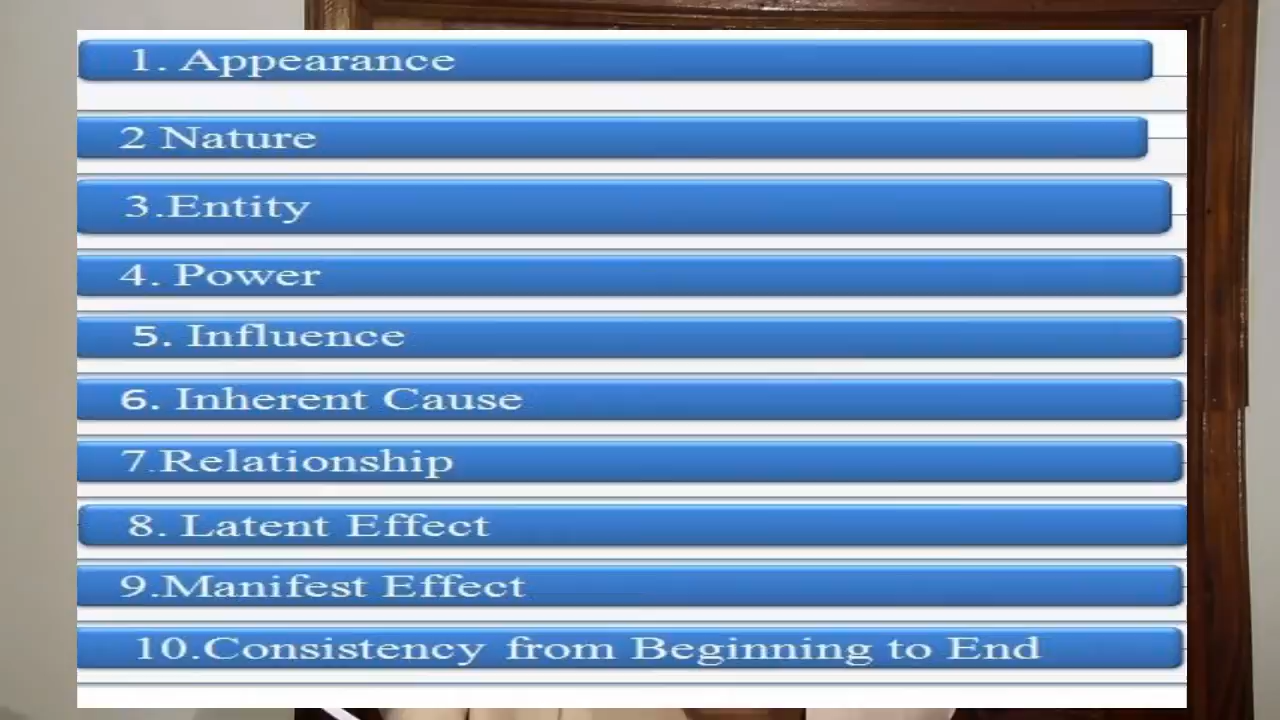 1. Appearance
2 Nature
3.Entity
4. Power
5. Influence
6. Inherent Cause
7.Relationship
8. Latent Effect
9.Manifest Effect
10.Consistency from Beginning to End